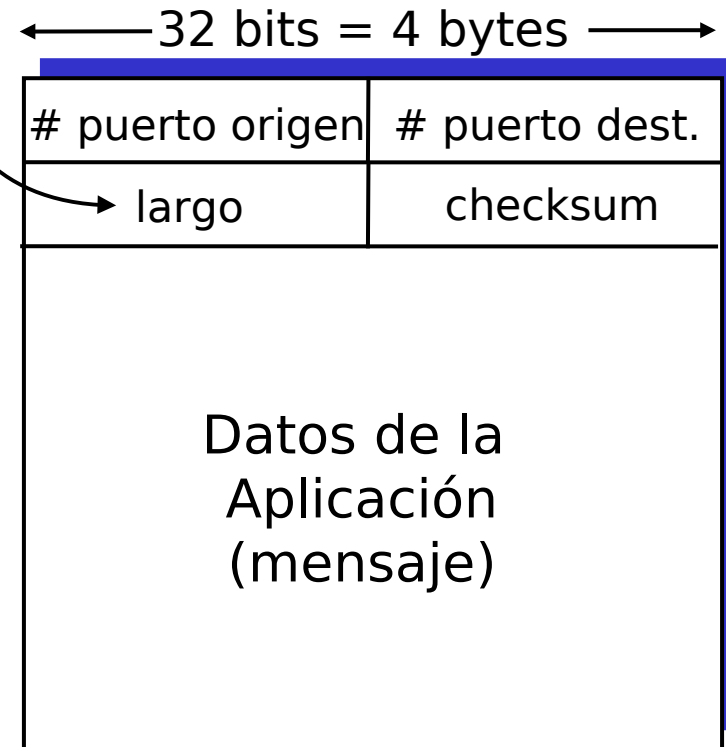 32 bits = 4 bytes
# puerto origen # puerto dest.
largo checksum
Datos de la
Aplicación
(mensaje)